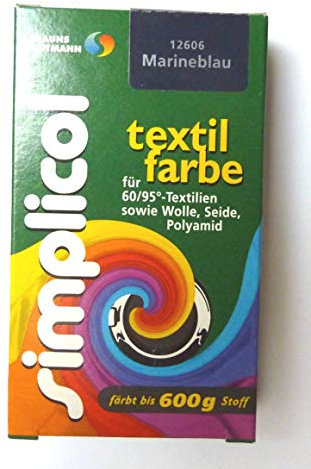 12606
Marineblau
textil
farbe
für
60/95°-Textilien
sowie Wolle, Seide,
Polyamid
simplicol
färbt bis 600g Stoff